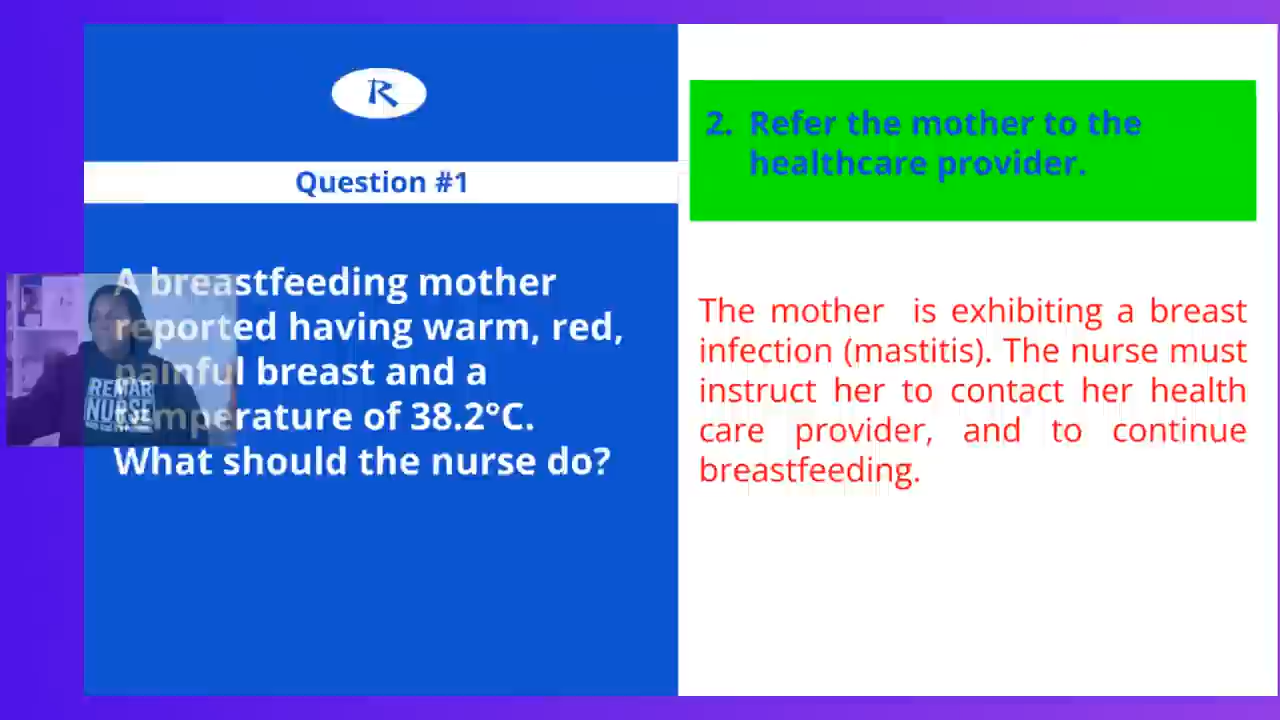 R
Question #1
A breastfeeding mother
reported having warm, red,
painful breast and a
temperature of 38.2°C.
What should the nurse do?
REMAR
NURSE
2. Refer the mother to the
healthcare provider.
The mother is exhibiting a breast
infection (mastitis). The nurse must
instruct her to contact her health
care provider, and to continue
breastfeeding.